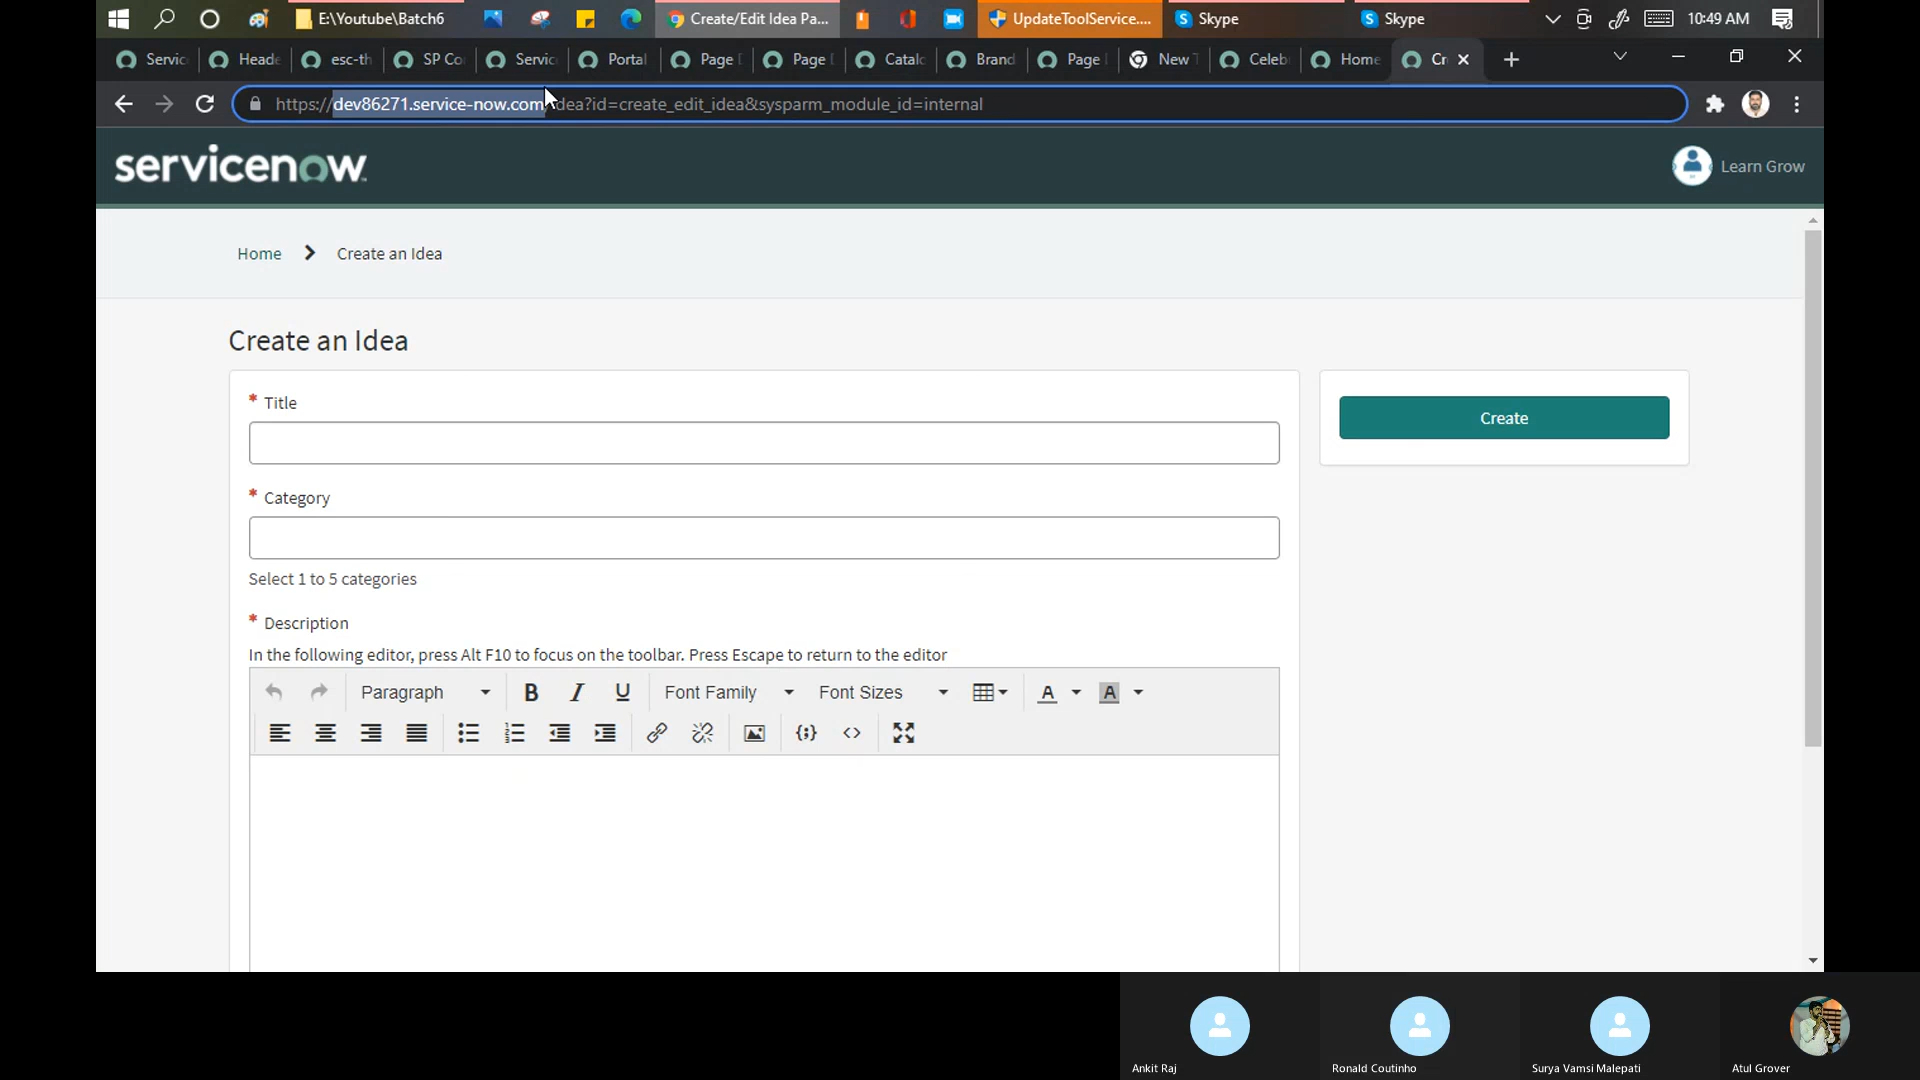 E:\Youtube\Batch6
Create/Edit Idea Pa...
UpdateToolService....
Skype
Skype
10:49 AM
Servic
Heade
esc-th
SP Co
Servic
Portal
Page D
Page D
Catalo
Brand
Page
New T
Celeb
Home
Cr
https://dev86271.service-now.com/idea?id=create_edit_idea&sysparm_module_id=internal
servicenow
Learn Grow
Home
Create an Idea
Create an Idea
* Title
Create
* Category
Select 1 to 5 categories
* Description
In the following editor, press Alt F10 to focus on the toolbar. Press Escape to return to the editor
Paragraph
B I U
Font Family
Font Sizes
A
A
Ankit Raj
Ronald Coutinho
Surya Vamsi Malepati
Atul Grover